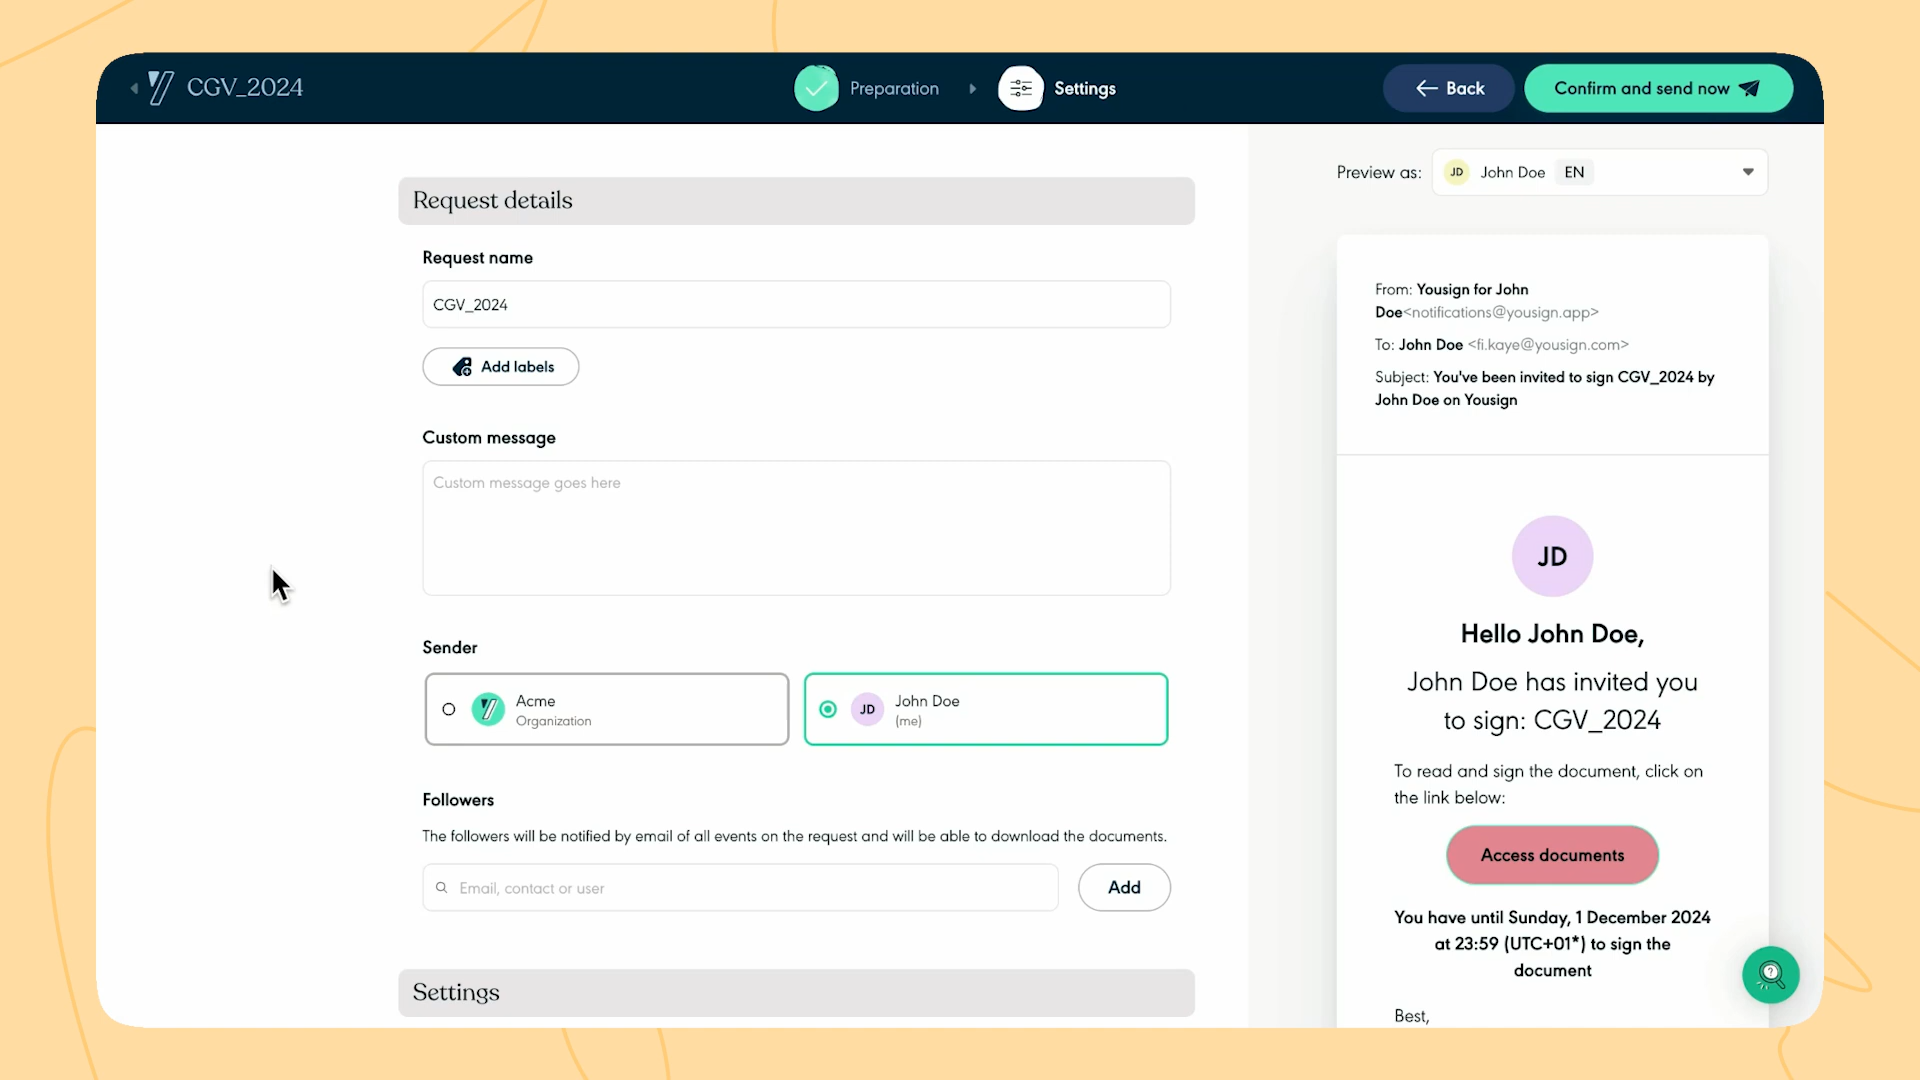 CGV_2024
Preparation
Settings
Back
Confirm and send now
Request details
Request name
CGV_2024
Add labels
Custom message
Custom message goes here
Sender
Acme
Organization
JD
John Doe
(me)
Followers
The followers will be notified by email of all events on the request and will be able to download the documents.
Email, contact or user
Add
Settings
Preview as:
JD
John Doe
EN
From: Yousign for John
Doe<notifications@yousign.app>
To: John Doe <fi.kaye@yousign.com>
Subject: You've been invited to sign CGV_2024 by
John Doe on Yousign
JD
Hello John Doe,
John Doe has invited you
to sign: CGV_2024
To read and sign the document, click on
the link below:
Access documents
You have until Sunday, 1 December 2024
at 23:59 (UTC+01*) to sign the
document
Best,